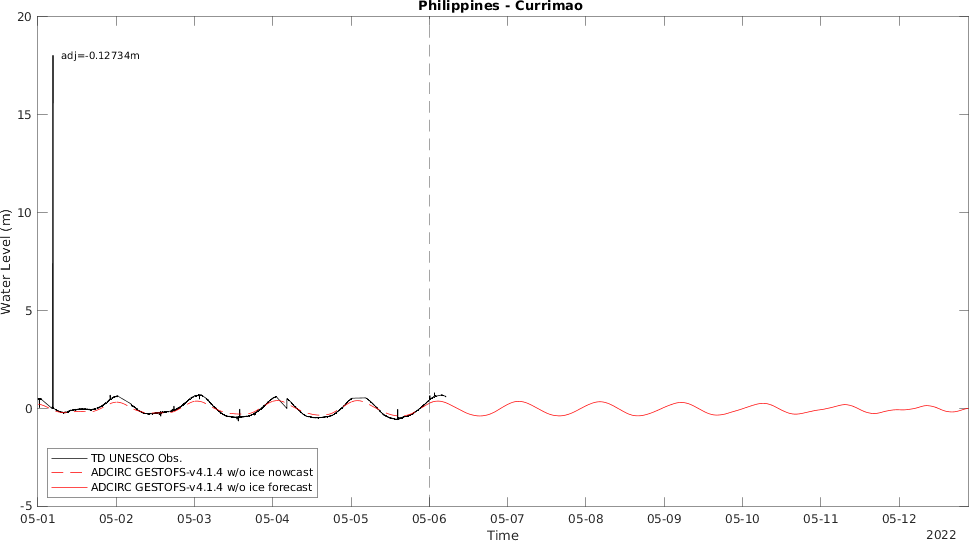 Philippines - Currimao
20
adj=-0.12734m
15
10
5
0
-5
Water Level (m)
TD UNESCO Obs.
ADCIRC GESTOFS-v4.1.4 w/o ice nowcast
ADCIRC GESTOFS-v4.1.4 w/o ice forecast
05-01 05-02 05-03 05-04 05-05 05-06 05-07 05-08 05-09 05-10 05-11 05-12
Time
2022